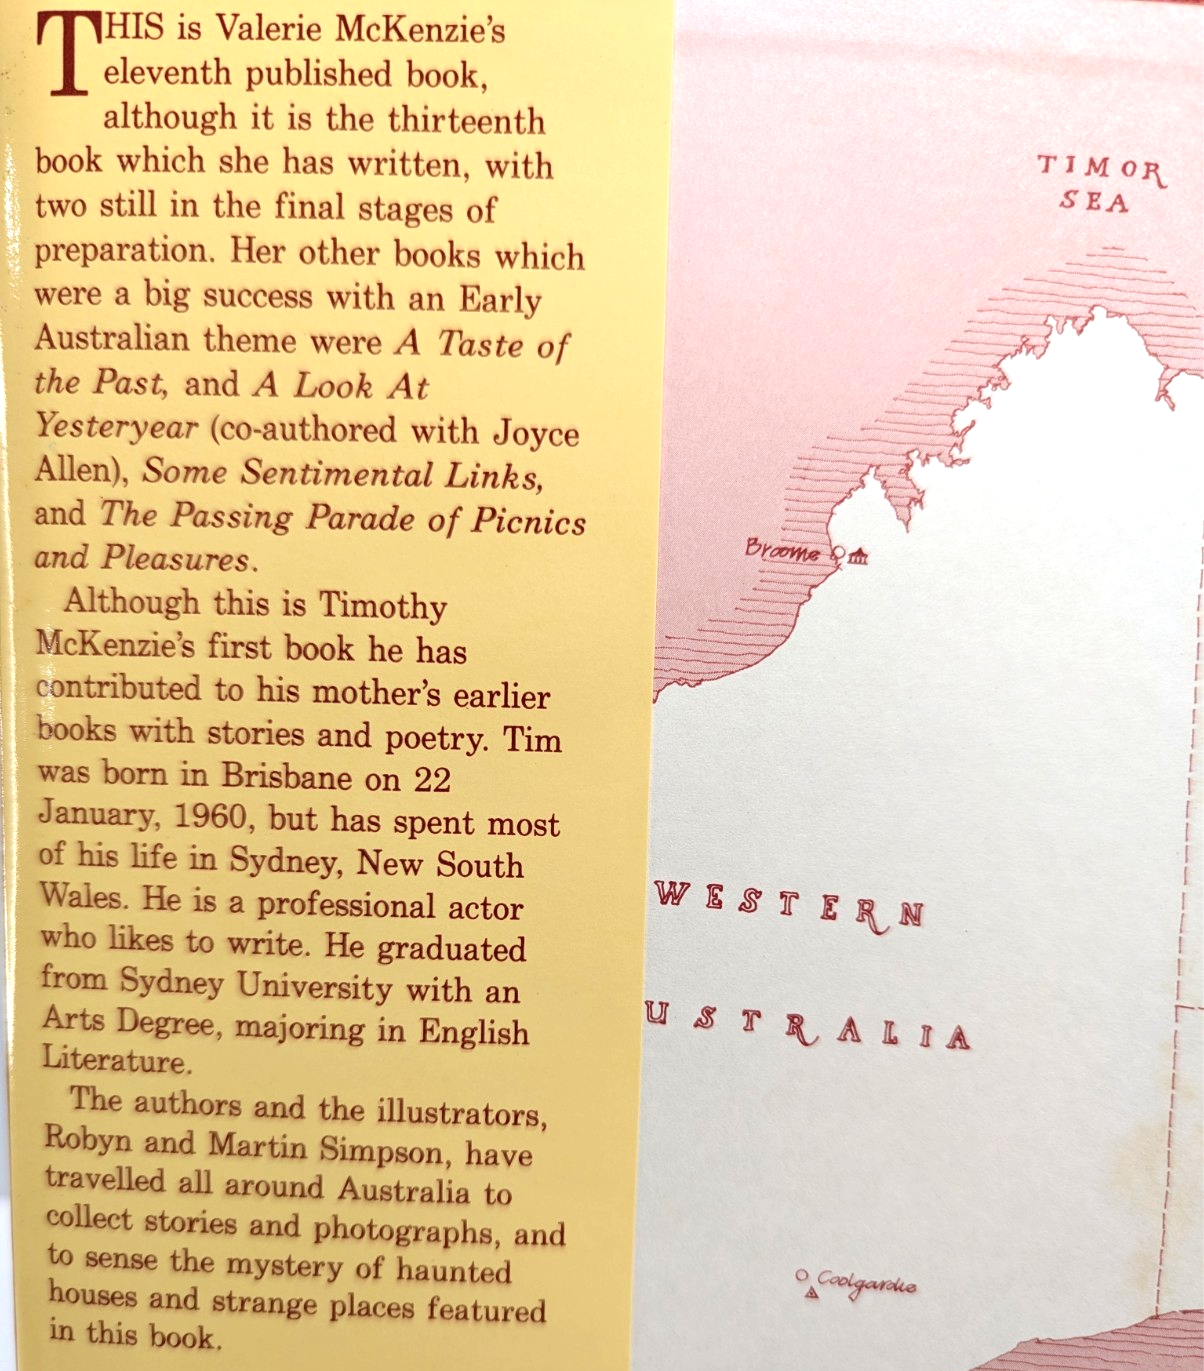 THIS is Valerie McKenzie's
eleventh published book,
although it is the thirteenth
book which she has written, with
two still in the final stages of
preparation. Her other books which
were a big success with an Early
Australian theme were A Taste of
the Past, and A Look At
Yesteryear (co-authored with Joyce
Allen), Some Sentimental Links,
and The Passing Parade of Picnics
and Pleasures.
Although this is Timothy
McKenzie's first book he has
contributed to his mother's earlier
books with stories and poetry. Tim
was born in Brisbane on 22
January, 1960, but has spent most
of his life in Sydney, New South
Wales. He is a professional actor
who likes to write. He graduated
from Sydney University with an
Arts Degree, majoring in English
Literature.
The authors and the illustrators,
Robyn and Martin Simpson, have
travelled all around Australia to
collect stories and photographs, and
to sense the mystery of haunted
houses and strange places featured
in this book.
TIMOR
SEA
Broome
WESTERN
USTRALIA
Coolgardie